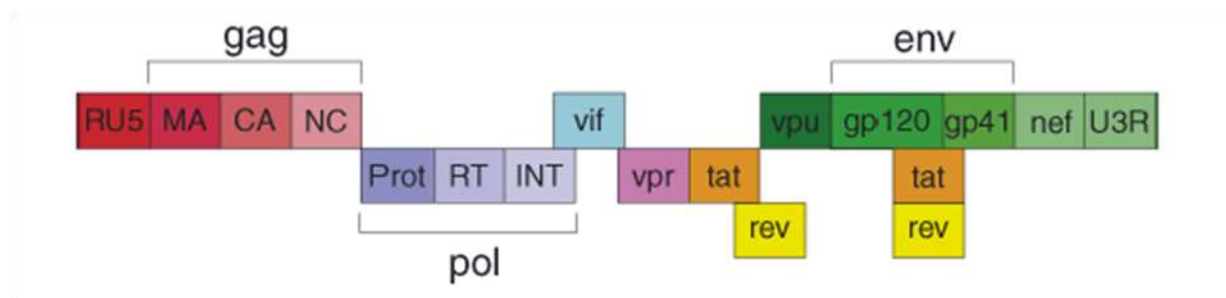 gag env
RU5 MA CA NC vif vpu gp120 gp41 nef U3R
Prot RT INT vpr tat tat
rev rev
pol